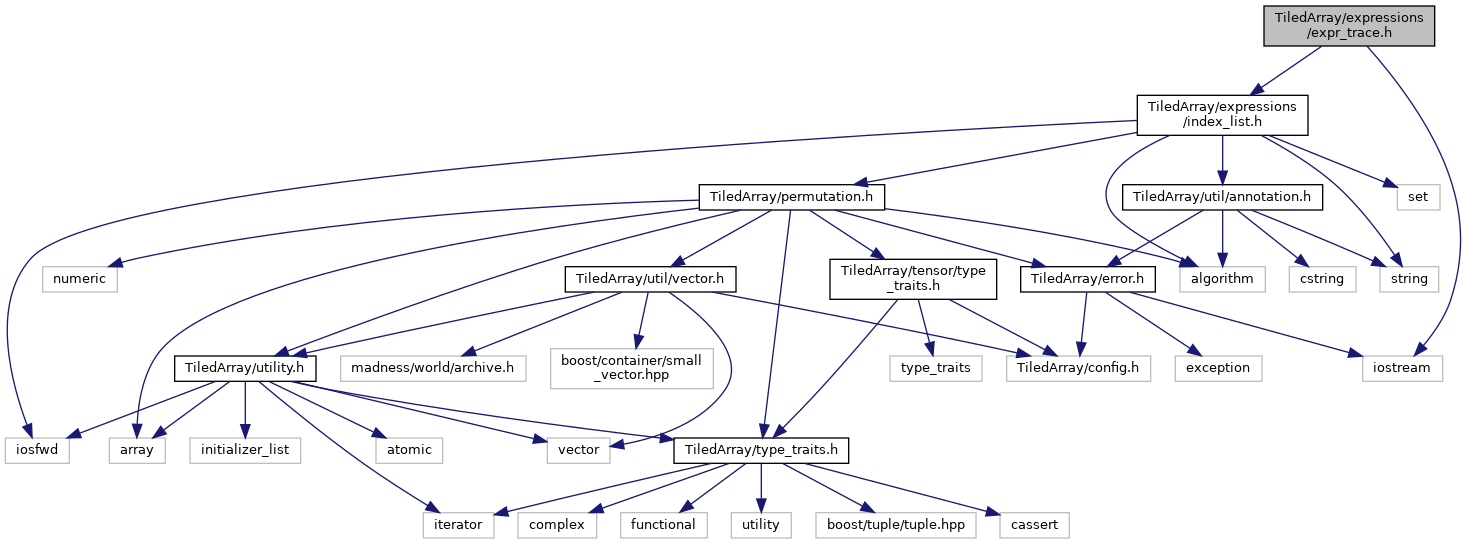 TiledArray/expressions
/expr_trace.h
TiledArray/expressions
/index_list.h
TiledArray/permutation.h
TiledArray/util/annotation.h
set
numeric
TiledArray/util/vector.h
TiledArray/tensor/type
_traits.h
TiledArray/error.h
algorithm
cstring
string
TiledArray/utility.h
madness/world/archive.h
boost/container/small
_vector.hpp
type_traits
TiledArray/config.h
exception
iostream
iosfwd
array
initializer_list
atomic
vector
TiledArray/type_traits.h
iterator
complex
functional
utility
boost/tuple/tuple.hpp
cassert